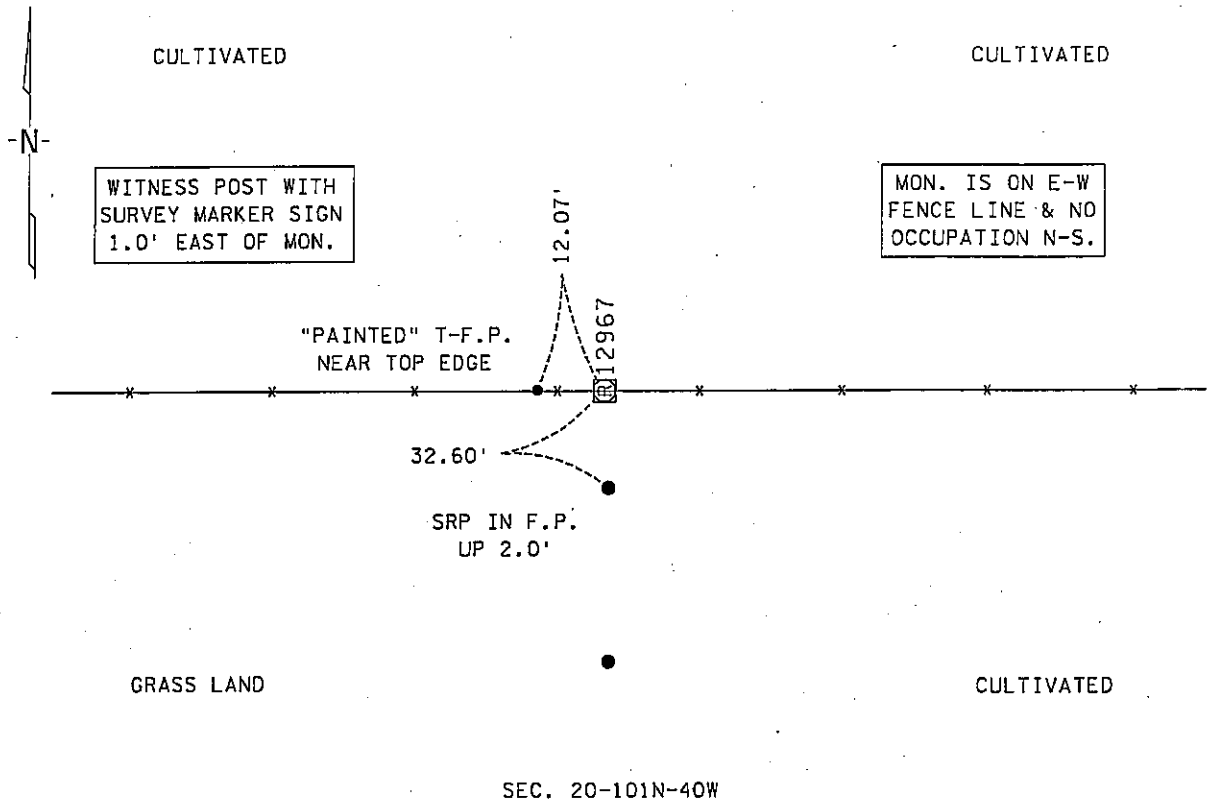 CULTIVATED
CULTIVATED
-N-
WITNESS POST WITH
SURVEY MARKER SIGN
1.0' EAST OF MON.
MON. IS ON E-W
FENCE LINE & NO
OCCUPATION N-S.
12.07'
12967
"PAINTED" T-F.P.
NEAR TOP EDGE
R
32.60'
SRP IN F.P.
UP 2.0'
GRASS LAND
CULTIVATED
SEC. 20-101N-40W